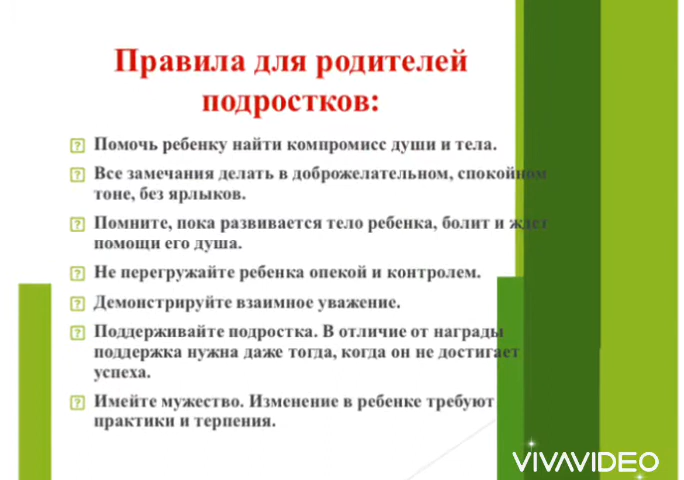 Правила для родителей
подростков:
Помочь ребенку найти компромисс души и тела.
Все замечания делать в доброжелательном, спокойном
тоне, без ярлыков.
Помните, пока развивается тело ребенка, болит и ждет
помощи его душа.
Не перегружайте ребенка опекой и контролем.
Демонстрируйте взаимное уважение.
Поддерживайте подростка. В отличие от награды
поддержка нужна даже тогда, когда он не достигает
успеха.
Имейте мужество. Изменение в ребенке требуют
практики и терпения.
VIVAVIDEO